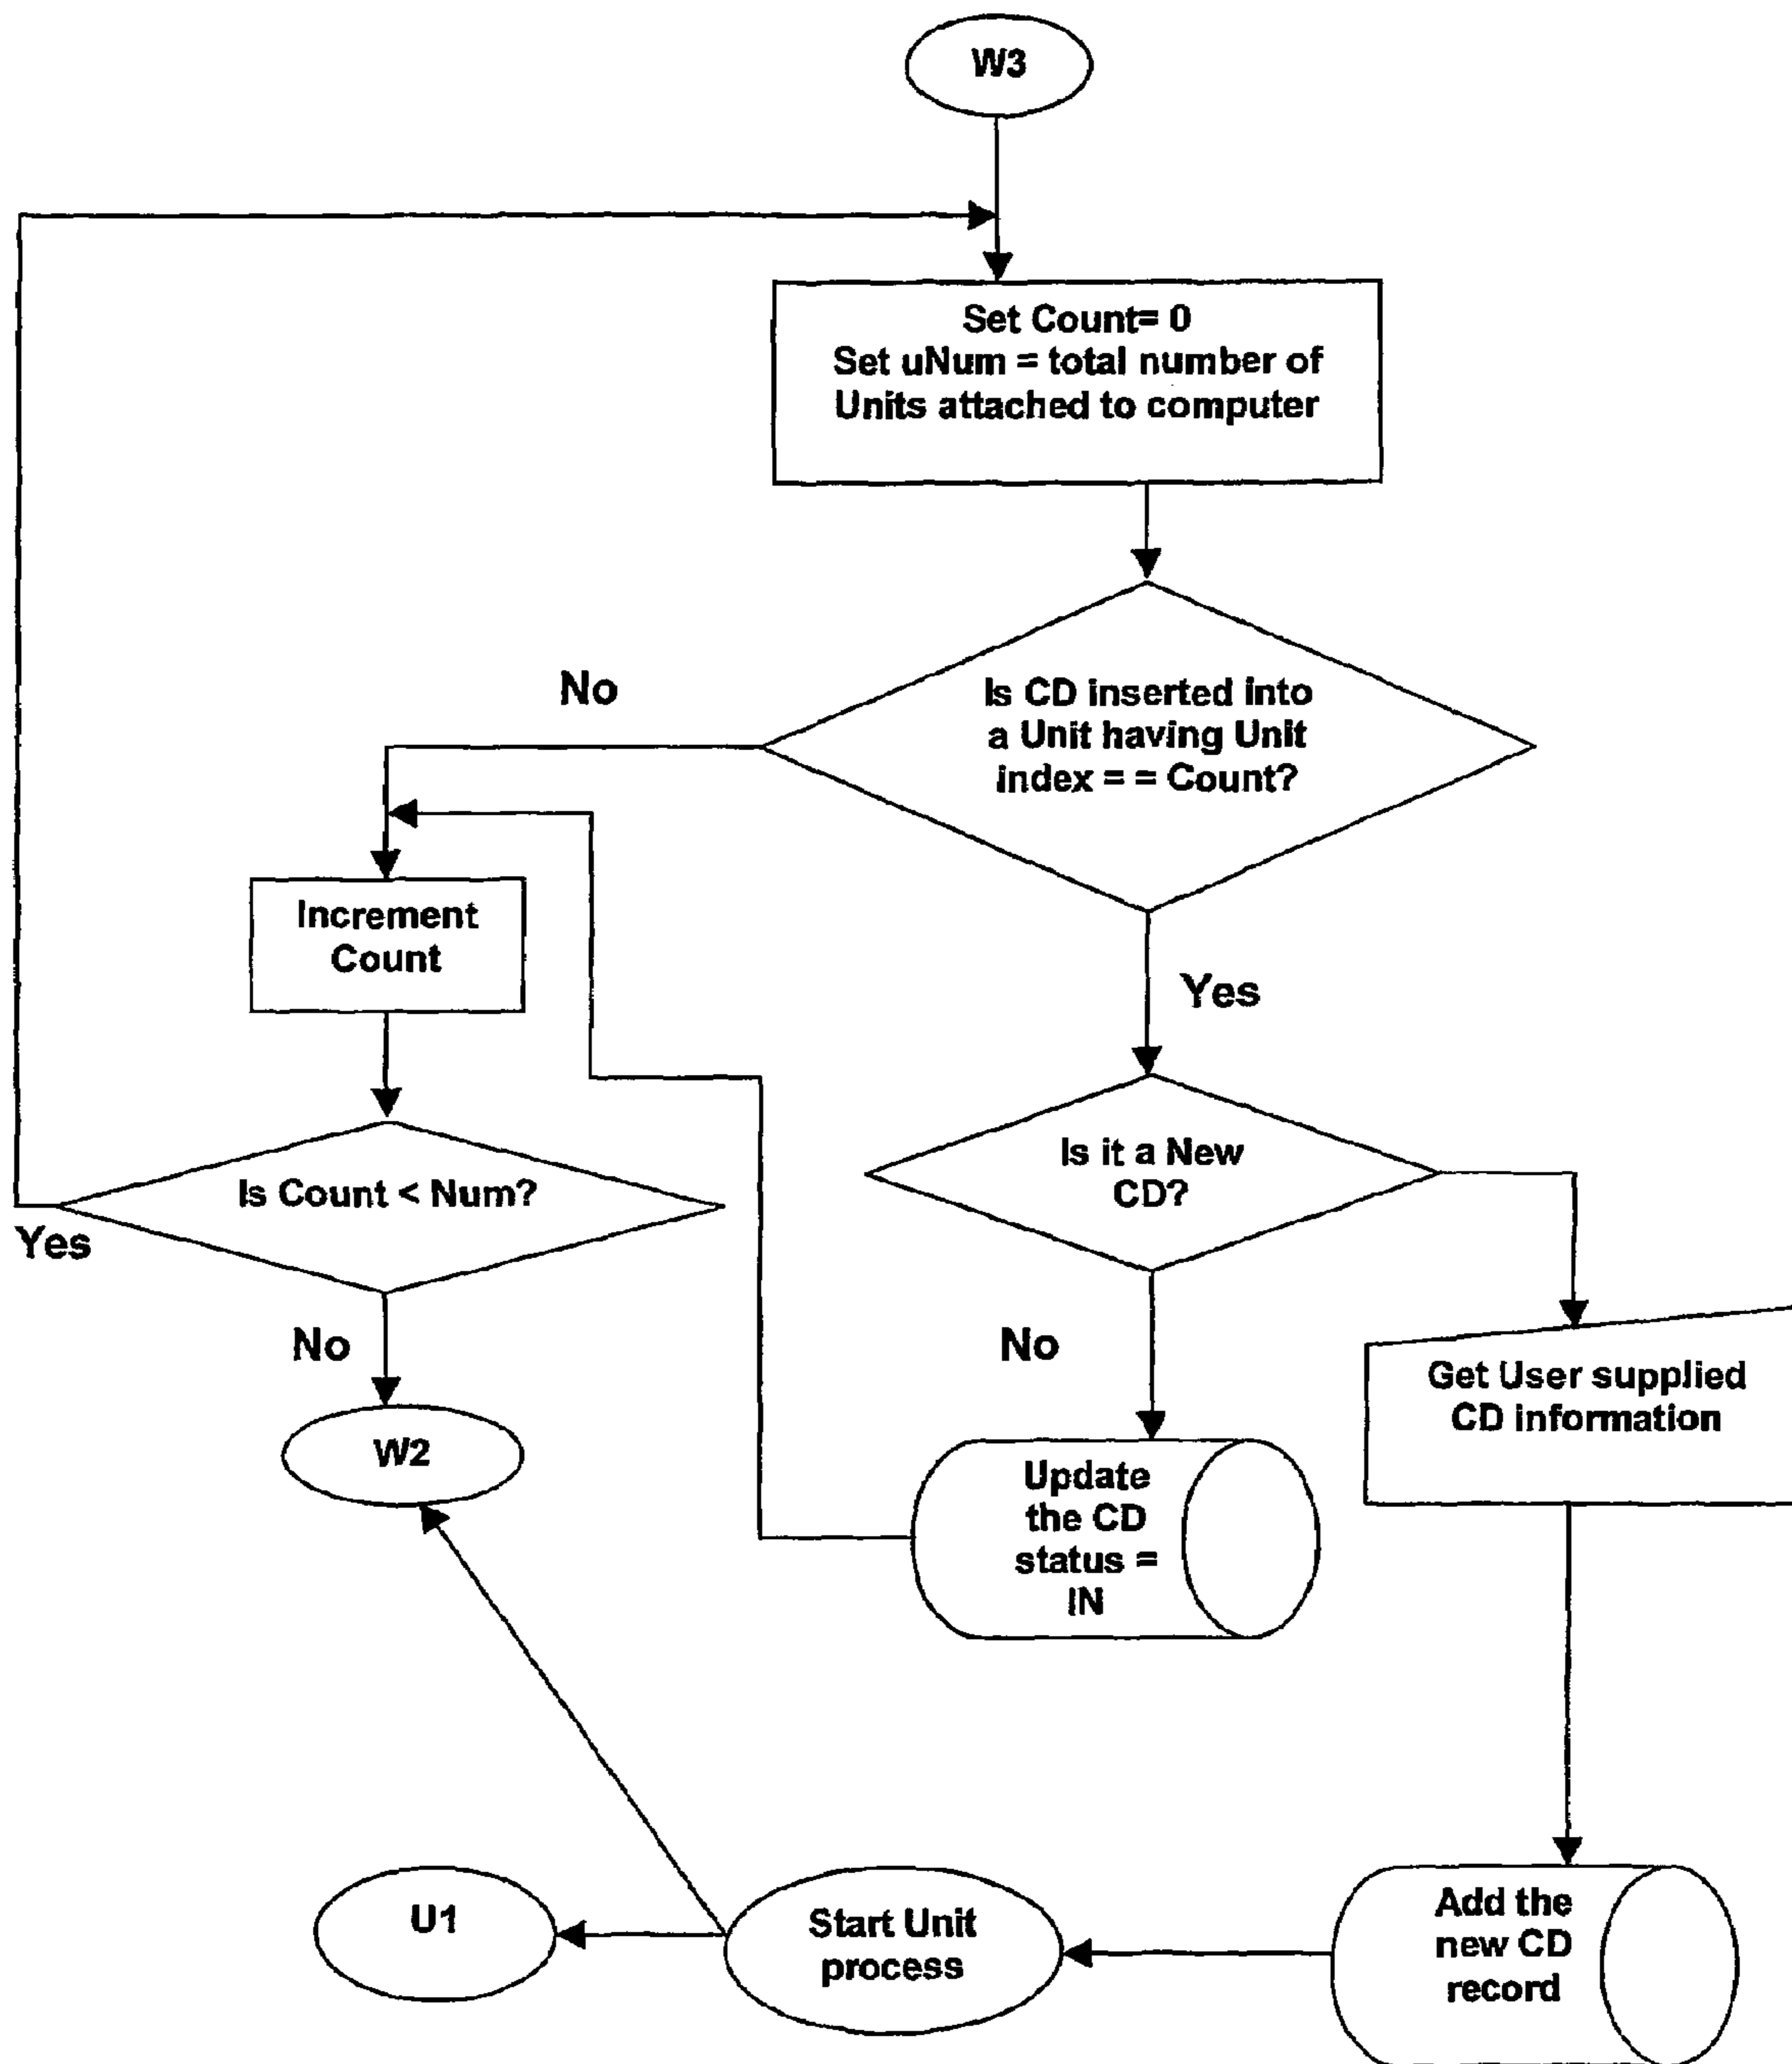 W3
Set Count= 0
Set uNum = total number of
Units attached to computer
No
Is CD inserted into
a Unit having Unit
index = = Count?
Increment
Count
Yes
Is it a New
CD?
Is Count < Num?
Yes
No
No
Get User supplied
CD information
W2
Update
the CD
status =
IN
U1
Start Unit
process
Add the
new CD
record